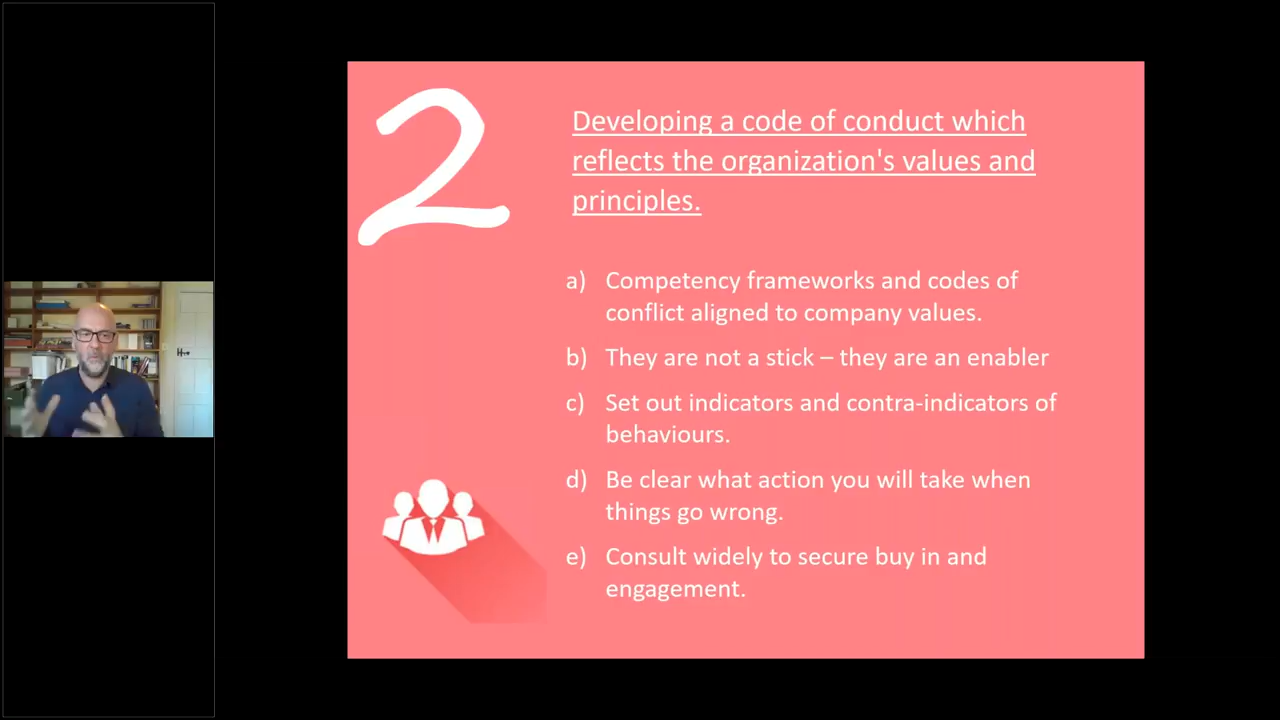 2
Developing a code of conduct which
reflects the organization's values and
principles.
a) Competency frameworks and codes of
conflict aligned to company values.
b) They are not a stick – they are an enabler
c) Set out indicators and contra-indicators of
behaviours.
d) Be clear what action you will take when
things go wrong.
e) Consult widely to secure buy in and
engagement.